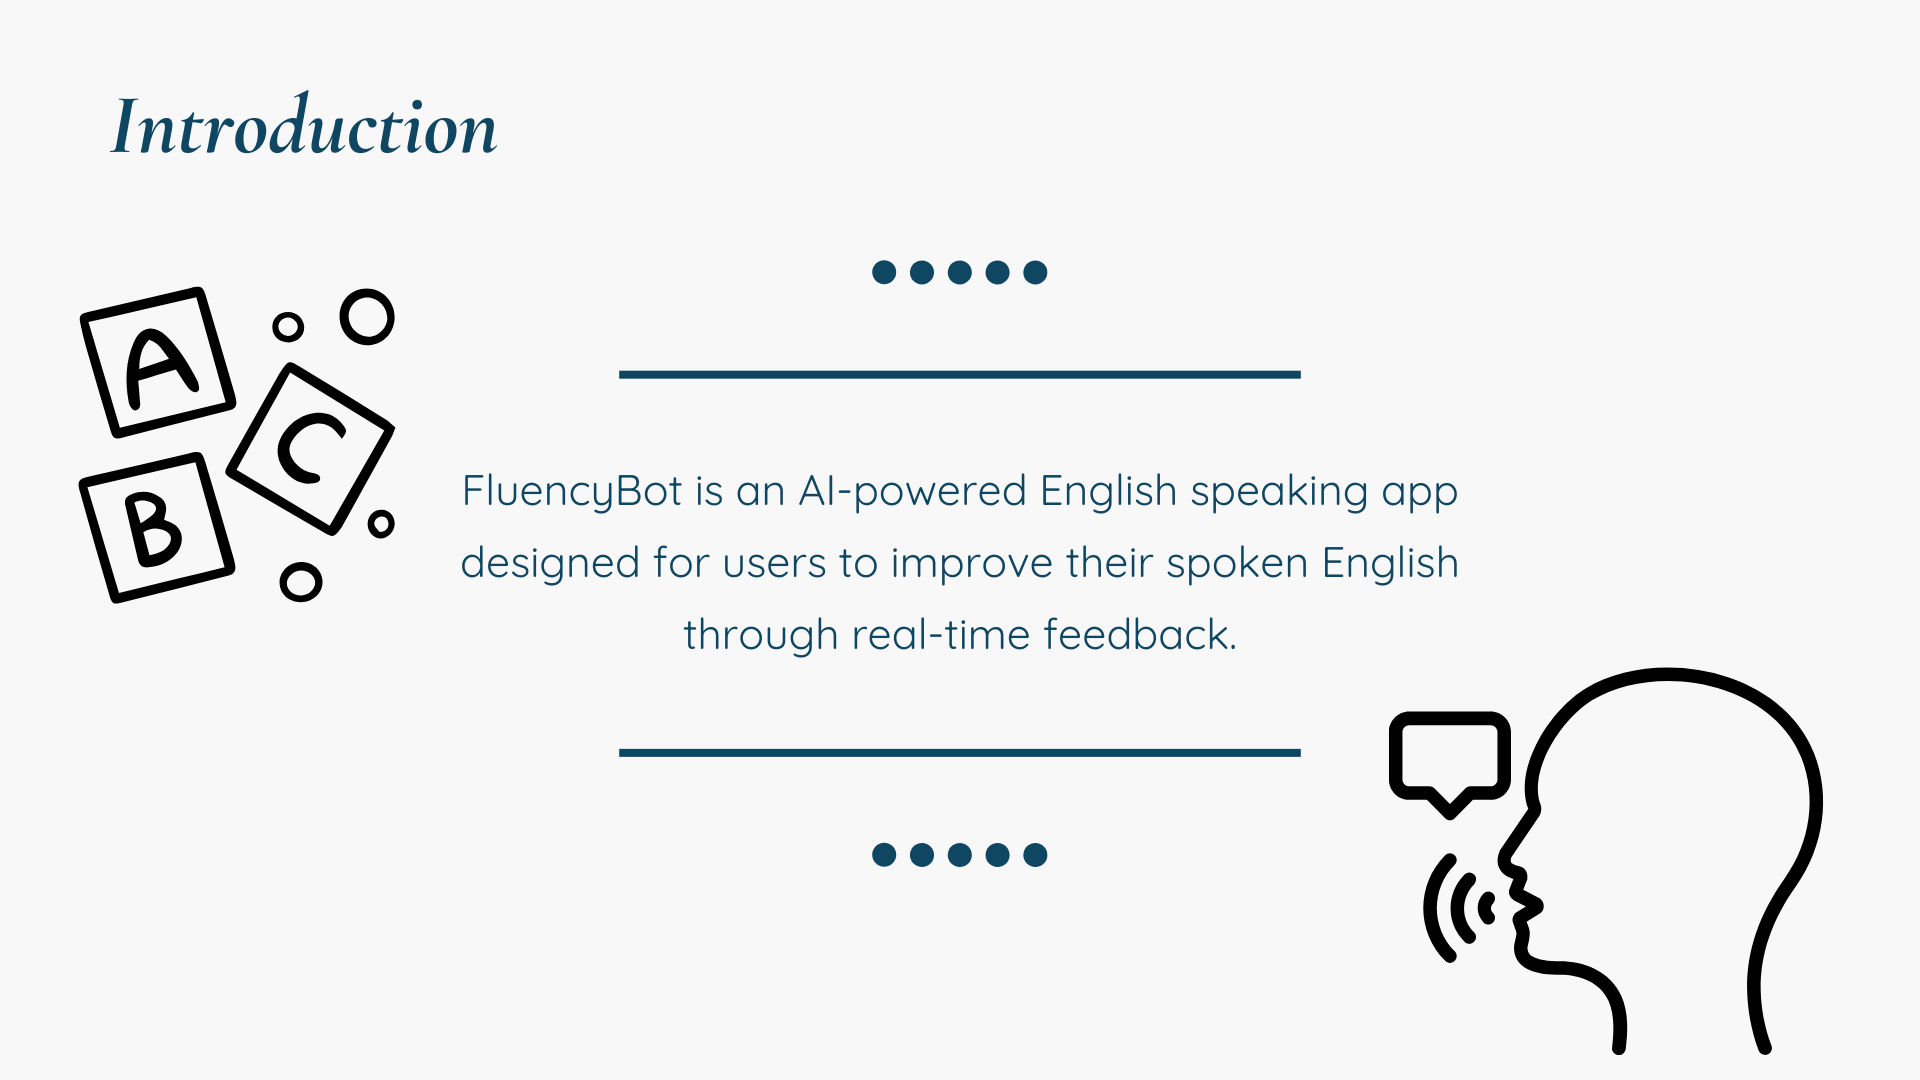 Introduction
A
C
B
FluencyBot is an AI-powered English speaking app
designed for users to improve their spoken English
through real-time feedback.